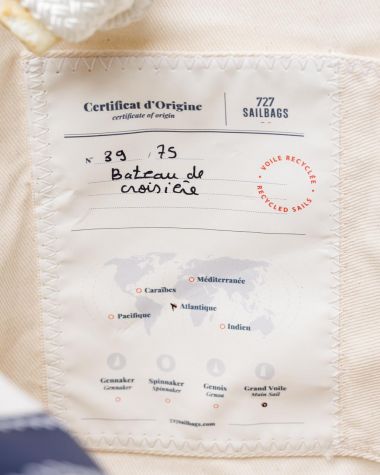 Certificat d'Origine
certificate of origin
727
SAILBAGS
N° 39 / 75
Bateau de
croisière
VOILE RECYCLÉE
RECYCLED SAILS
Méditerranée
Caraïbes
Atlantique
Pacifique
Indien
Gennaker
Gennaker
Spinnaker
Spinnaker
Genois
Genoa
Grand Voile
Main Sail
727sailbags.com